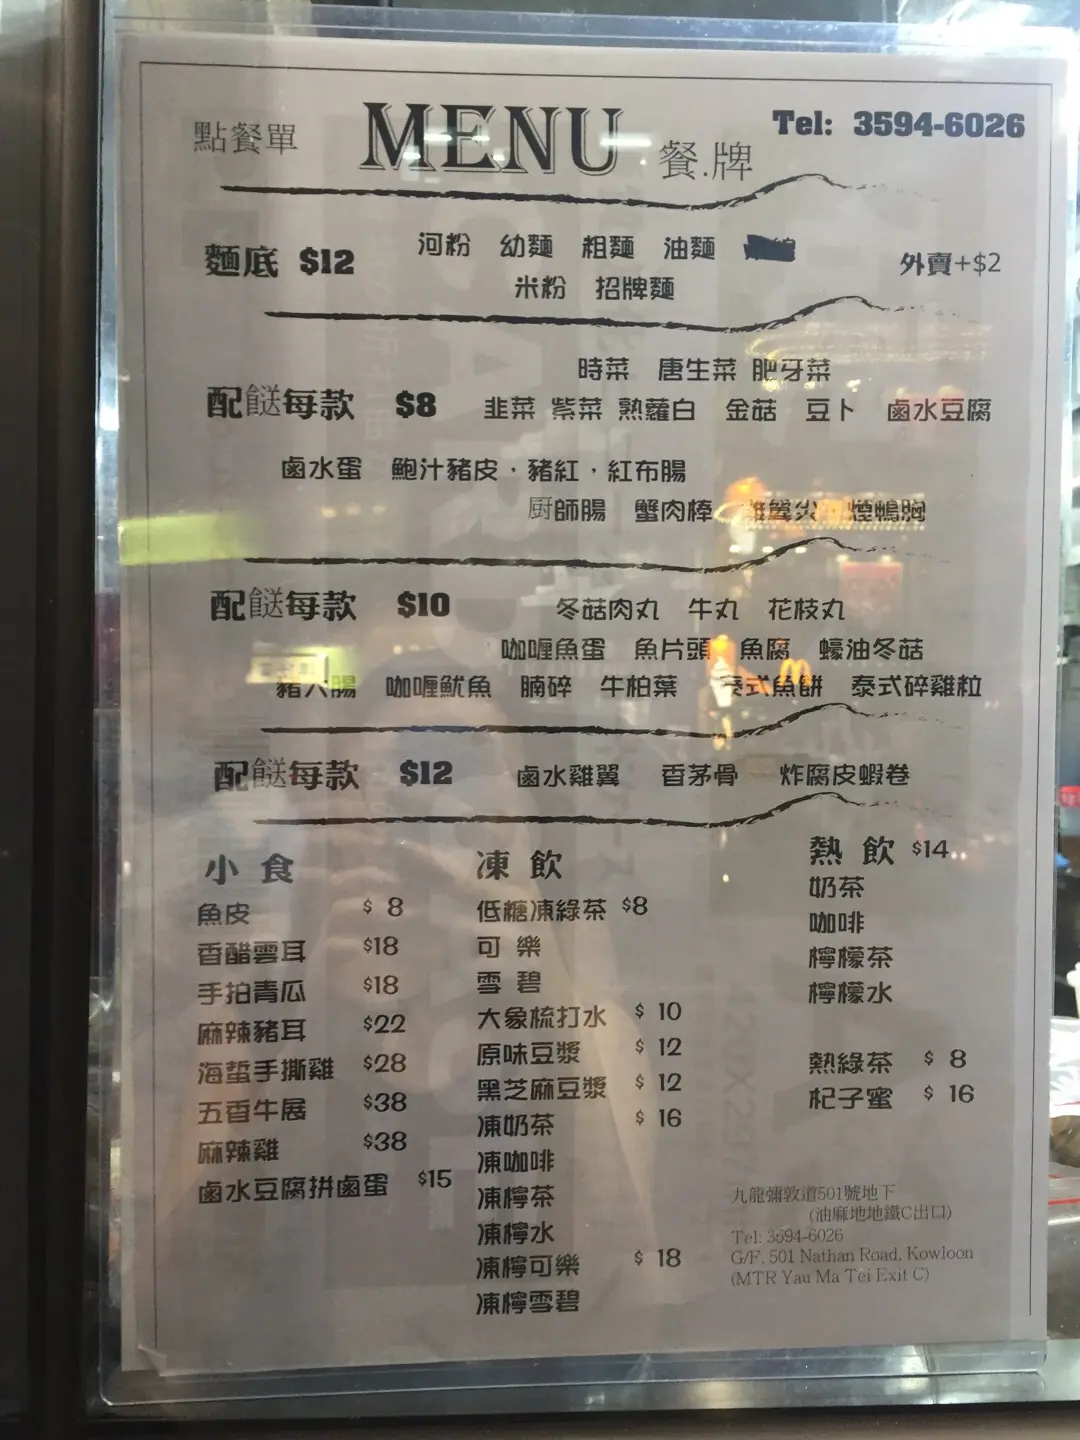 點餐單 MENU 餐.牌 Tel: 3594-6026
麵底 $12 河粉 幼麵 粗麵 油麵 外賣+$2
米粉 招牌麵
時菜 唐生菜 肥牙菜
配餸每款 $8 韭菜 紫菜 熟蘿白 金菇 豆卜 鹵水豆腐
鹵水蛋 鮑汁豬皮,豬紅,紅布腸
厨師腸 蟹肉棒 煙鴨胸
配餸每款 $10 冬菇肉丸 牛丸 花枝丸
咖喱魚蛋 魚片頭 魚腐 蠔油冬菇
豬大腸 咖喱魷魚 腩碎 牛柏葉 泰式魚餅 泰式碎雞粒
配餸每款 $12 鹵水雞翼 香茅骨 炸腐皮蝦卷
小食
魚皮 $ 8
香醋雲耳 $18
手拍青瓜 $18
麻辣豬耳 $22
海蜇手撕雞 $28
五香牛展 $38
麻辣雞 $38
鹵水豆腐拼鹵蛋 $15
凍飲
低糖凍綠茶 $8
可樂
雪碧
大象梳打水 $ 10
原味豆漿 $ 12
黑芝麻豆漿 $ 12
凍奶茶 $ 16
凍咖啡
凍檸茶
凍檸水
凍檸可樂 $ 18
凍檸雪碧
熱飲 $14
奶茶
咖啡
檸檬茶
檸檬水
熱綠茶 $ 8
杞子蜜 $ 16
九龍彌敦道501號地下
(油麻地地鐵C出口)
Tel: 3594-6026
G/F, 501 Nathan Road, Kowloon
(MTR Yau Ma Tei Exit C)